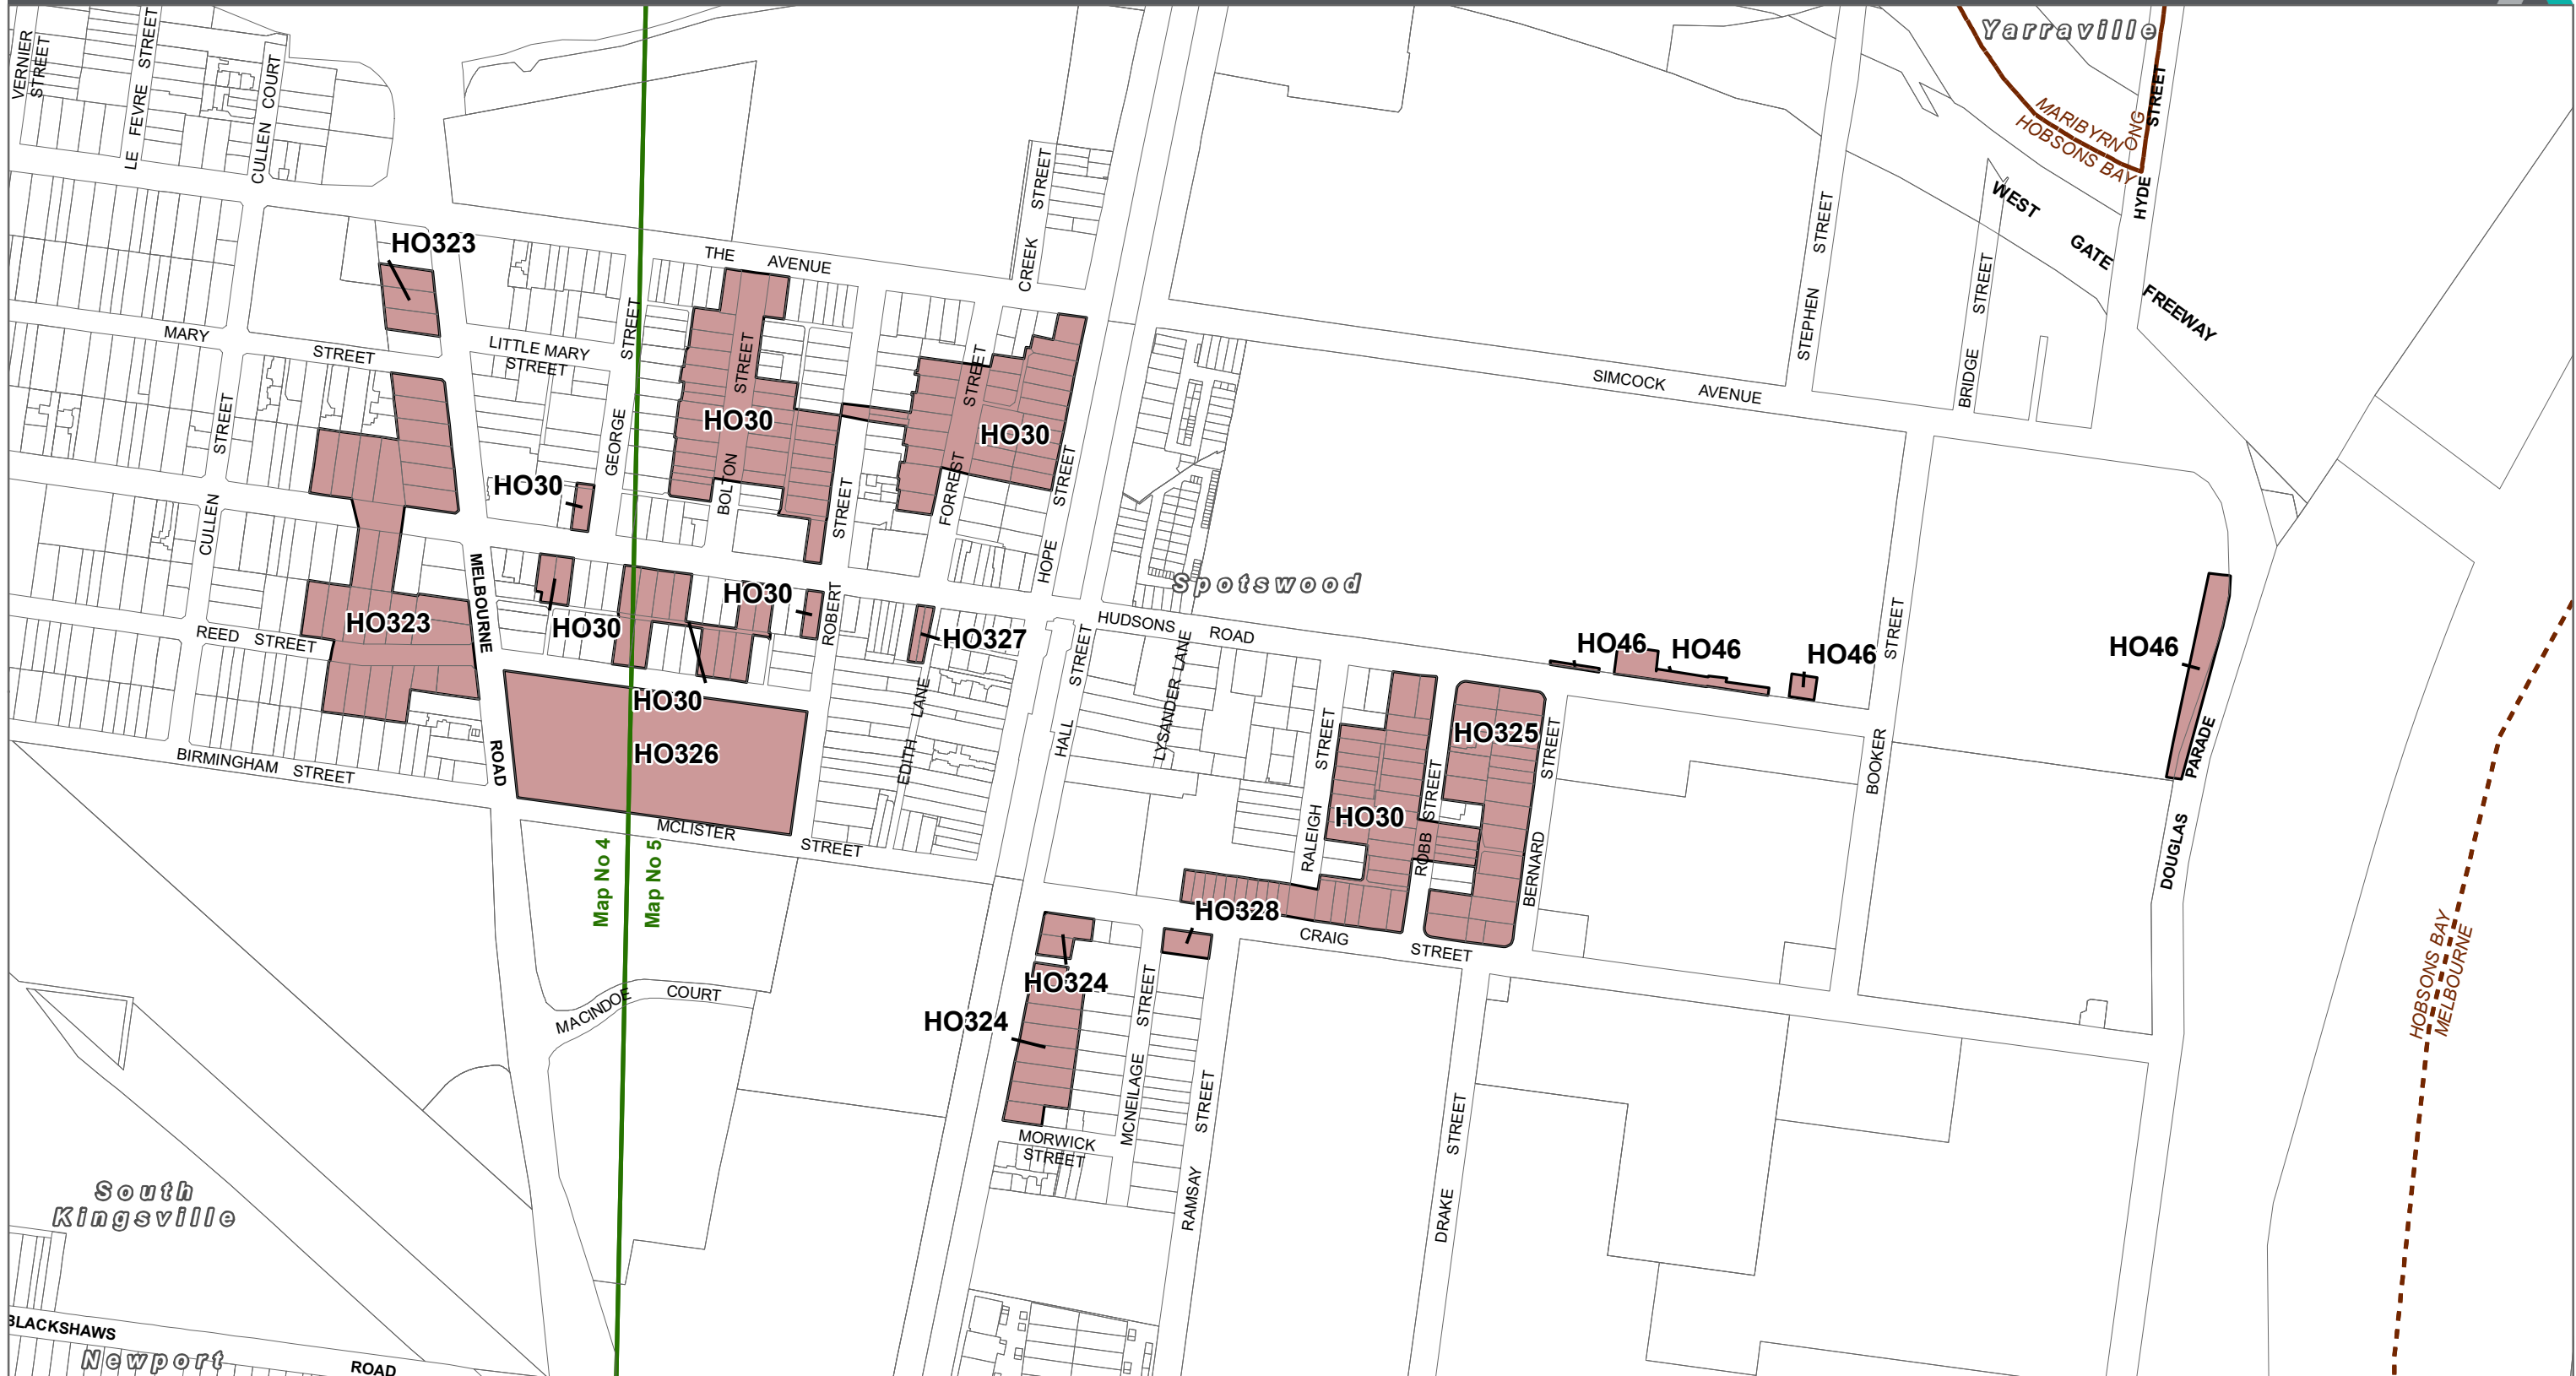 Yarraville
VERNIER
STREET
LE FEVRE STREET
CULLEN COURT
HYDE STREET
MARIBYRNONG
HOBSONS BAY
WEST GATE FREEWAY
CREEK STREET
STEPHEN STREET
BRIDGE STREET
HO323
THE AVENUE
MARY STREET
LITTLE MARY
STREET
GEORGE STREET
BOLTON STREET
HO30
HO30
FORREST STREET
HOPE STREET
SIMCOCK AVENUE
CULLEN STREET
HO30
MELBOURNE ROAD
ROBERT STREET
Spotswood
HO30
HO30
HO323
REED STREET
HO327
HUDSONS ROAD
LYSANDER LANE
HO46
HO46
HO46
HO46
BOOKER STREET
HO30
HO326
EDITH LANE
HALL STREET
RALEIGH STREET
HO325
ROBB STREET
BERNARD STREET
HO30
DOUGLAS PARADE
BIRMINGHAM STREET
MCLISTER STREET
Map No 4
Map No 5
HO328
CRAIG STREET
HO324
HO324
MACINDOE COURT
MCNEILAGE STREET
RAMSAY STREET
DRAKE STREET
MORWICK
STREET
HOBSONS BAY
MELBOURNE
South
Kingsville
BLACKSHAWS ROAD
Newport